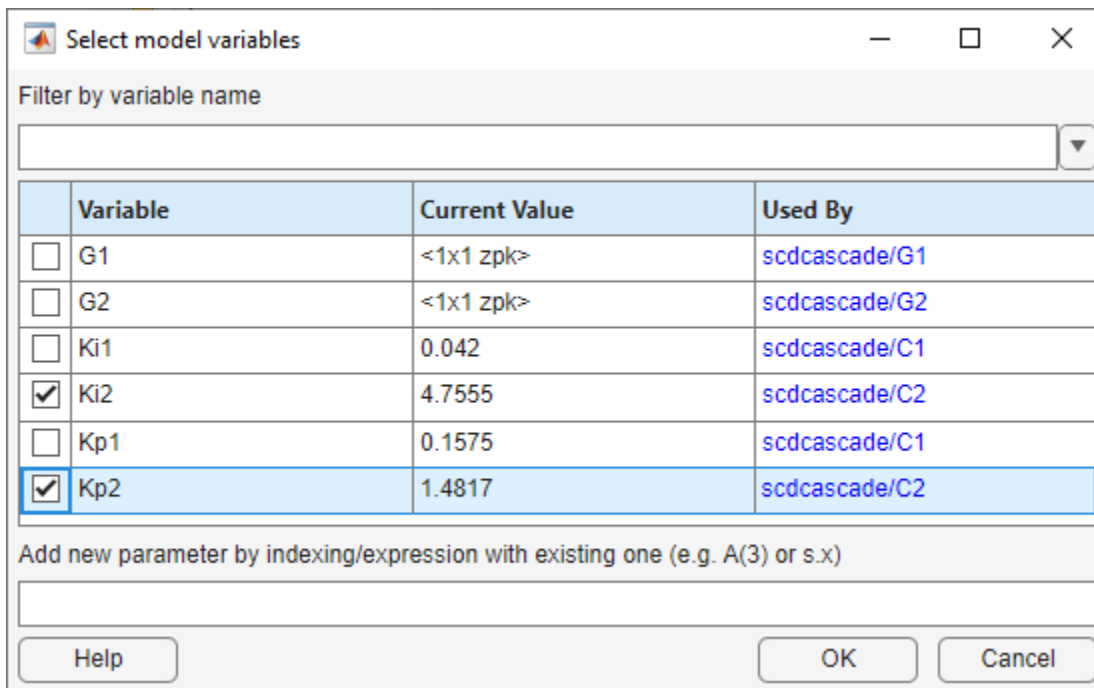 Select model variables
Filter by variable name
Variable Current Value Used By
G1 <1x1 zpk> scdcascade/G1
G2 <1x1 zpk> scdcascade/G2
Ki1 0.042 scdcascade/C1
Ki2 4.7555 scdcascade/C2
Kp1 0.1575 scdcascade/C1
Kp2 1.4817 scdcascade/C2
Add new parameter by indexing/expression with existing one (e.g. A(3) or s.x)
Help OK Cancel